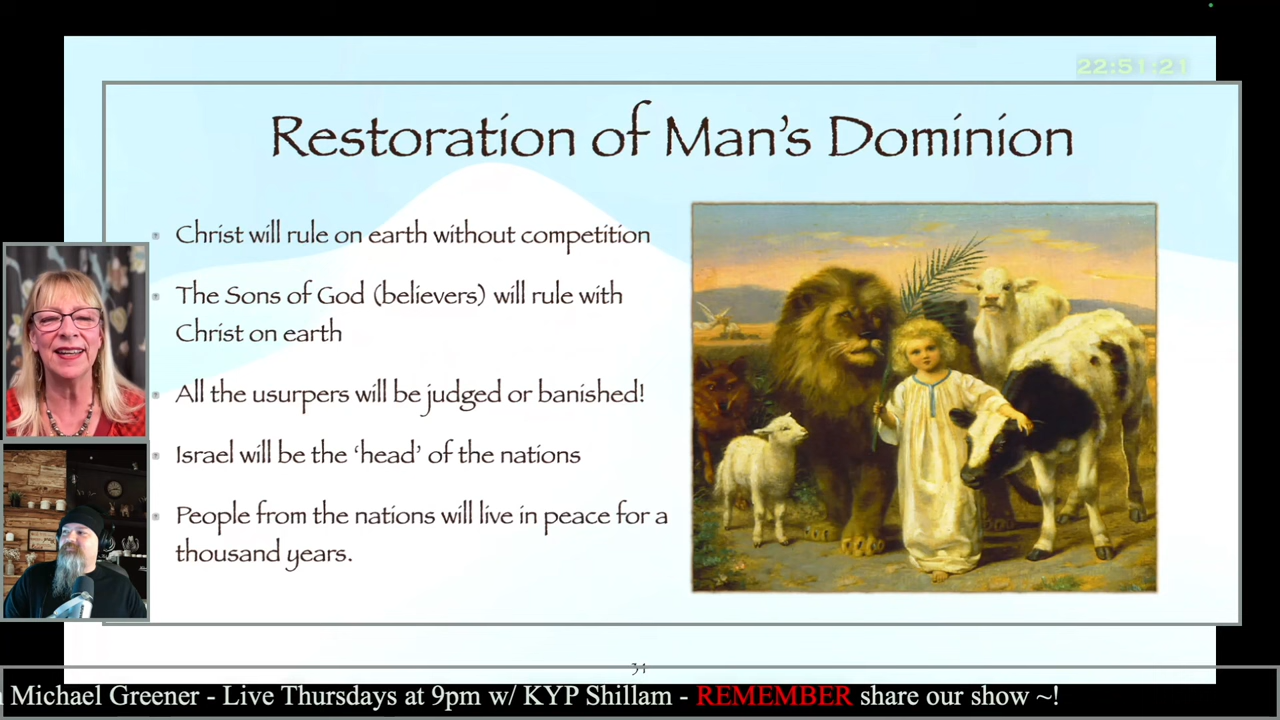 22:51:21
Restoration of Man's Dominion
Christ will rule on earth without competition
The Sons of God (believers) will rule with
Christ on earth
All the usurpers will be judged or banished!
Israel will be the ‘head’ of the nations
People from the nations will live in peace for a
thousand years.
Michael Greener - Live Thursdays at 9pm w/ KYP Shillam - REMEMBER share our show ~!